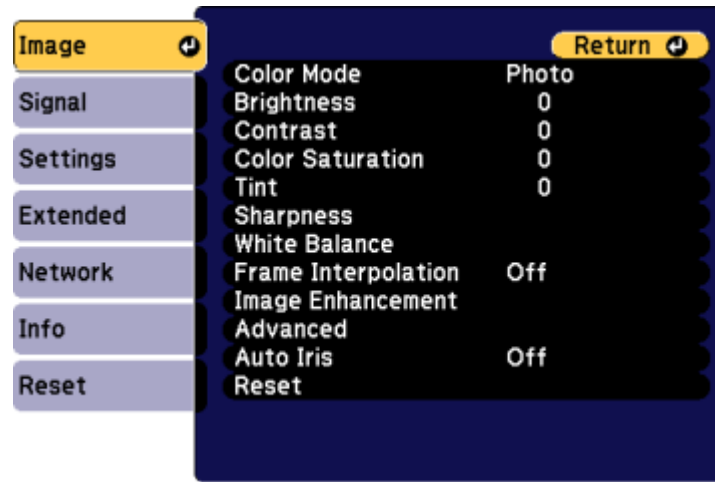 Image
Signal
Settings
Extended
Network
Info
Reset
Return
Color Mode Photo
Brightness 0
Contrast 0
Color Saturation 0
Tint 0
Sharpness
White Balance
Frame Interpolation Off
Image Enhancement
Advanced
Auto Iris Off
Reset